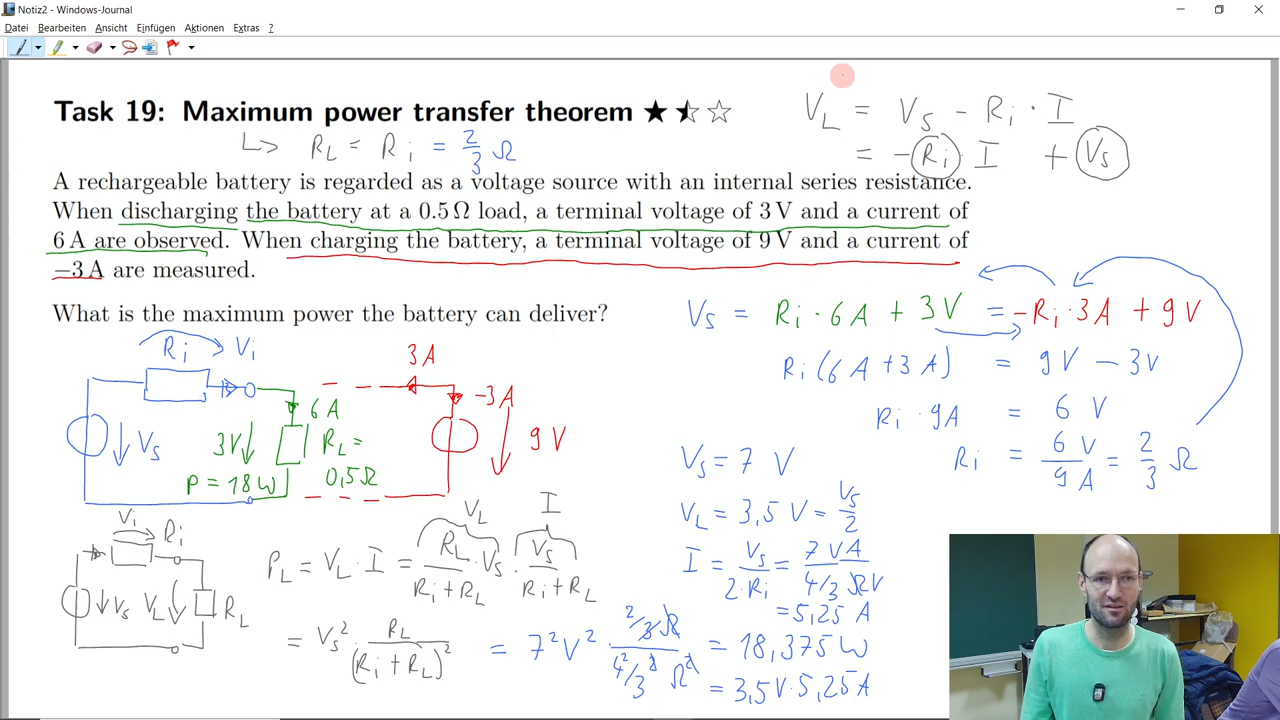 Notiz2 - Windows-Journal
Datei Bearbeiten Ansicht Einfügen Aktionen Extras ?
Task 19: Maximum power transfer theorem ★ ⯨ ☆
↳ R_L = R_i = 2/3 Ω
V_L = V_S - R_i · I
= -R_i · I + V_S
A rechargeable battery is regarded as a voltage source with an internal series resistance.
When discharging the battery at a 0.5 Ω load, a terminal voltage of 3 V and a current of
6 A are observed. When charging the battery, a terminal voltage of 9 V and a current of
−3 A are measured.
What is the maximum power the battery can deliver?
V_S = R_i · 6 A + 3 V = -R_i · 3 A + 9 V
R_i (6 A + 3 A) = 9 V - 3 V
R_i · 9 A = 6 V
R_i = 6 V / 9 A = 2/3 Ω
R_i V_i
V_S
3 V
6 A
R_L =
0,5 Ω
P = 18 W
3 A
-3 A
9 V
V_S = 7 V
V_L = 3,5 V = V_S / 2
I = V_S / (2 · R_i) = 7 V A / (4/3 Ω V)
= 5,25 A
V_i R_i
V_S V_L R_L
V_L I
P_L = V_L · I = R_L / (R_i + R_L) · V_S · V_S / (R_i + R_L)
= V_S² · R_L / (R_i + R_L)² = 7² V² · (2/3 Ω) / (4²/3² Ω²) = 18,375 W
= 3,5 V · 5,25 A